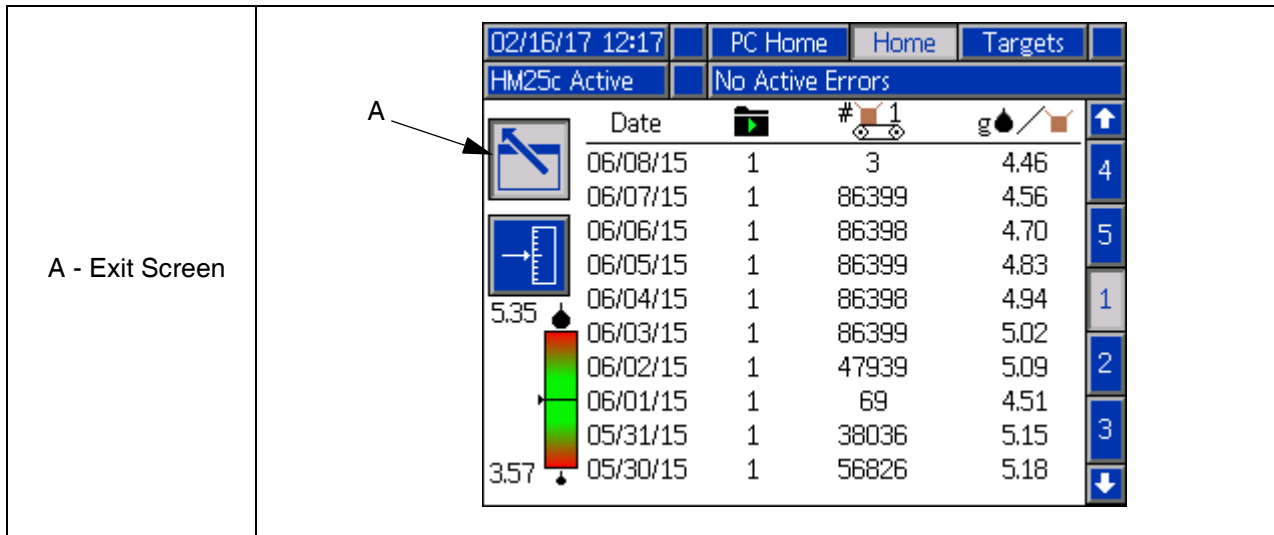 02/16/17 12:17 PC Home Home Targets
HM25c Active No Active Errors
A
Date # 1 g /
06/08/15 1 3 4.46
4
06/07/15 1 86399 4.56
06/06/15 1 86398 4.70
5
06/05/15 1 86399 4.83
A - Exit Screen
06/04/15 1 86398 4.94
1
5.35
06/03/15 1 86399 5.02
06/02/15 1 47939 5.09
2
06/01/15 1 69 4.51
05/31/15 1 38036 5.15
3
3.57
05/30/15 1 56826 5.18